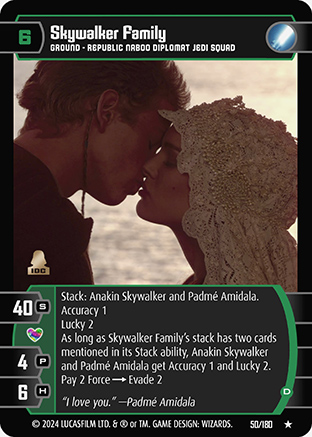 6
Skywalker Family
GROUND - REPUBLIC NABOO DIPLOMAT JEDI SQUAD
IDC
40 S
4 P
6 H
Stack: Anakin Skywalker and Padmé Amidala.
Accuracy 1
Lucky 2
As long as Skywalker Family's stack has two cards
mentioned in its Stack ability, Anakin Skywalker
and Padmé Amidala get Accuracy 1 and Lucky 2.
Pay 2 Force → Evade 2
"I love you." —Padmé Amidala
D
© 2024 LUCASFILM LTD. & ® or TM. GAME DESIGN: WIZARDS.
50/180 ★